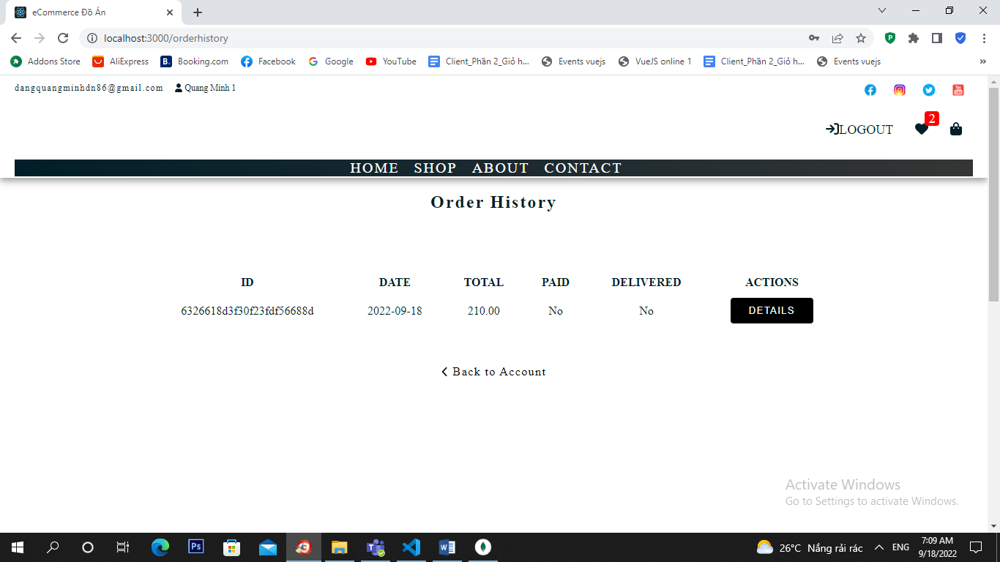 eCommerce Đồ Án
localhost:3000/orderhistory
Addons Store AliExpress Booking.com Facebook Google YouTube Client_Phần 2_Giỏ h... Events vuejs VueJS online 1 Client_Phần 2_Giỏ h... Events vuejs »
dangquangminhdn86@gmail.com Quang Minh 1
LOGOUT 2
HOME SHOP ABOUT CONTACT
Order History
ID DATE TOTAL PAID DELIVERED ACTIONS
6326618d3f30f23fdf56688d 2022-09-18 210.00 No No DETAILS
Back to Account
Activate Windows
Go to Settings to activate Windows.
26°C Nắng rải rác ENG 7:09 AM
9/18/2022